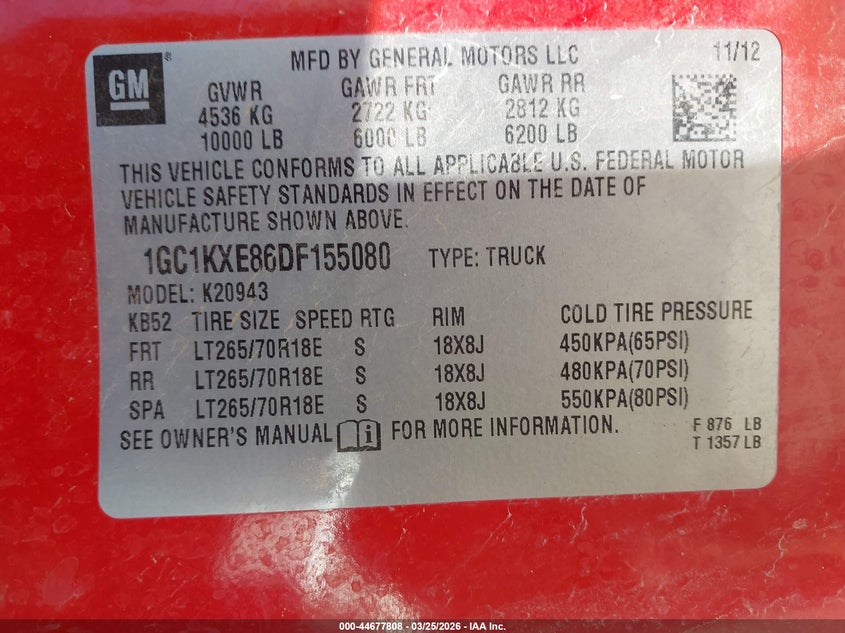 GM
®
MFD BY GENERAL MOTORS LLC 11/12
GVWR GAWR FRT GAWR RR
4536 KG 2722 KG 2812 KG
10000 LB 6000 LB 6200 LB
THIS VEHICLE CONFORMS TO ALL APPLICABLE U.S. FEDERAL MOTOR
VEHICLE SAFETY STANDARDS IN EFFECT ON THE DATE OF
MANUFACTURE SHOWN ABOVE.
1GC1KXE86DF155080 TYPE: TRUCK
MODEL: K20943
KB52 TIRE SIZE SPEED RTG RIM COLD TIRE PRESSURE
FRT LT265/70R18E S 18X8J 450KPA(65PSI)
RR LT265/70R18E S 18X8J 480KPA(70PSI)
SPA LT265/70R18E S 18X8J 550KPA(80PSI)
SEE OWNER'S MANUAL i FOR MORE INFORMATION.
F 876 LB
T 1357 LB
000-44677808 - 03/25/2026 - IAA Inc.